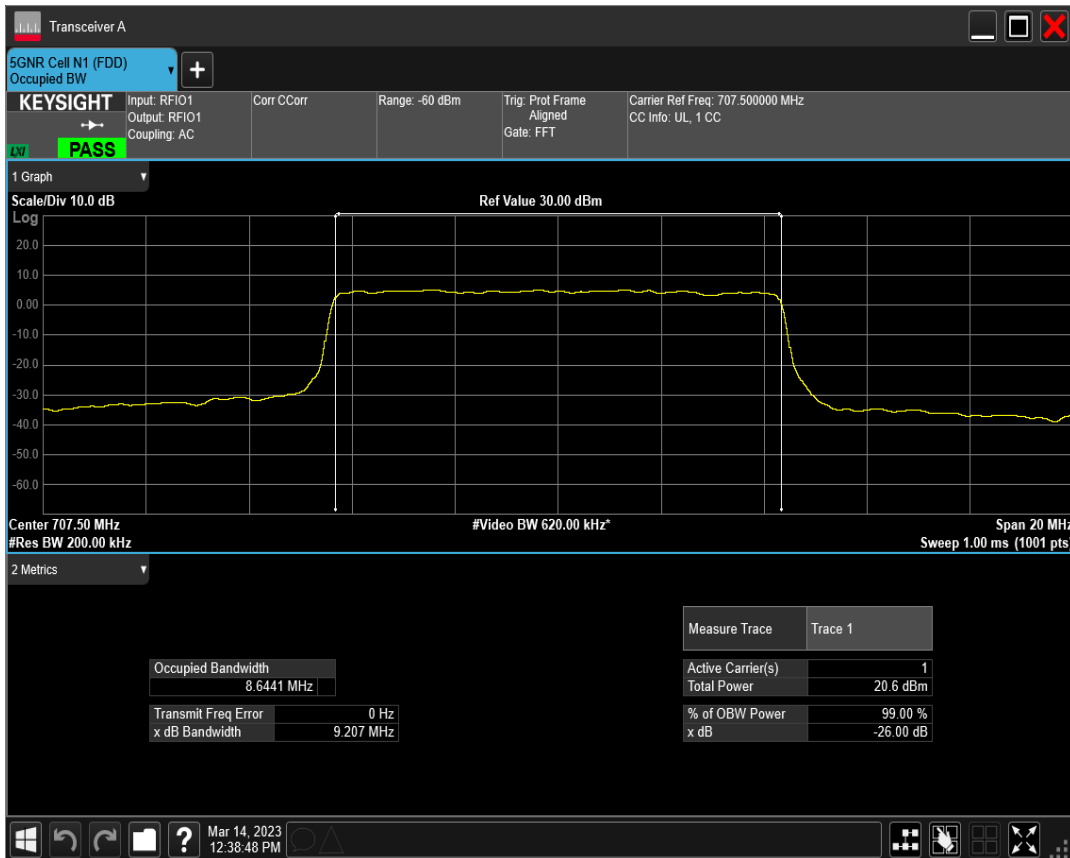 Transceiver A
5GNR Cell N1 (FDD)
Occupied BW
+
KEYSIGHT
LXI
PASS
Input: RFIO1
Output: RFIO1
Coupling: AC
Corr CCorr
Range: -60 dBm
Trig: Prot Frame
Aligned
Gate: FFT
Carrier Ref Freq: 707.500000 MHz
CC Info: UL, 1 CC
1 Graph
Scale/Div 10.0 dB
Ref Value 30.00 dBm
Log
20.0
10.0
0.00
-10.0
-20.0
-30.0
-40.0
-50.0
-60.0
Center 707.50 MHz
#Video BW 620.00 kHz*
Span 20 MHz
#Res BW 200.00 kHz
Sweep 1.00 ms (1001 pts)
2 Metrics
Measure Trace Trace 1
Occupied Bandwidth
8.6441 MHz
Active Carrier(s) 1
Total Power 20.6 dBm
Transmit Freq Error 0 Hz
x dB Bandwidth 9.207 MHz
% of OBW Power 99.00 %
x dB -26.00 dB
?
Mar 14, 2023
12:38:48 PM